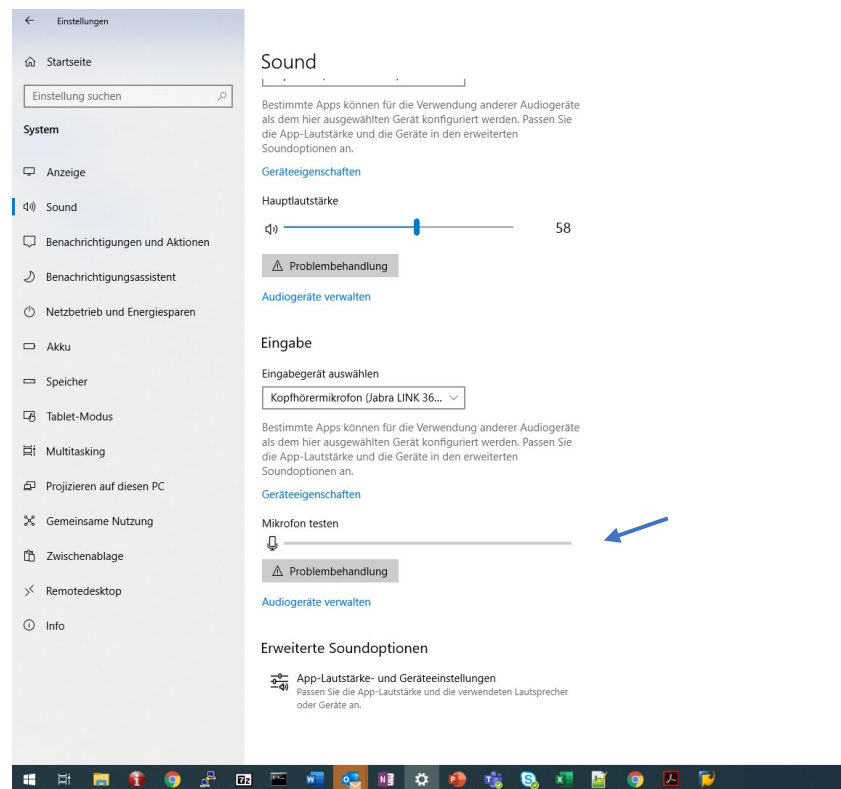 Einstellungen
Startseite
Einstellung suchen
System
Anzeige
Sound
Benachrichtigungen und Aktionen
Benachrichtigungsassistent
Netzbetrieb und Energiesparen
Akku
Speicher
Tablet-Modus
Multitasking
Projizieren auf diesen PC
Gemeinsame Nutzung
Zwischenablage
Remotedesktop
Info
Sound
Bestimmte Apps können für die Verwendung anderer Audiogeräte
als dem hier ausgewählten Gerät konfiguriert werden. Passen Sie
die App-Lautstärke und die Geräte in den erweiterten
Soundoptionen an.
Geräteeigenschaften
Hauptlautstärke
58
Problembehandlung
Audiogeräte verwalten
Eingabe
Eingabegerät auswählen
Kopfhörermikrofon (Jabra LINK 36...
Bestimmte Apps können für die Verwendung anderer Audiogeräte
als dem hier ausgewählten Gerät konfiguriert werden. Passen Sie
die App-Lautstärke und die Geräte in den erweiterten
Soundoptionen an.
Geräteeigenschaften
Mikrofon testen
Problembehandlung
Audiogeräte verwalten
Erweiterte Soundoptionen
App-Lautstärke- und Geräteeinstellungen
Passen Sie die App-Lautstärke und die verwendeten Lautsprecher
oder Geräte an.